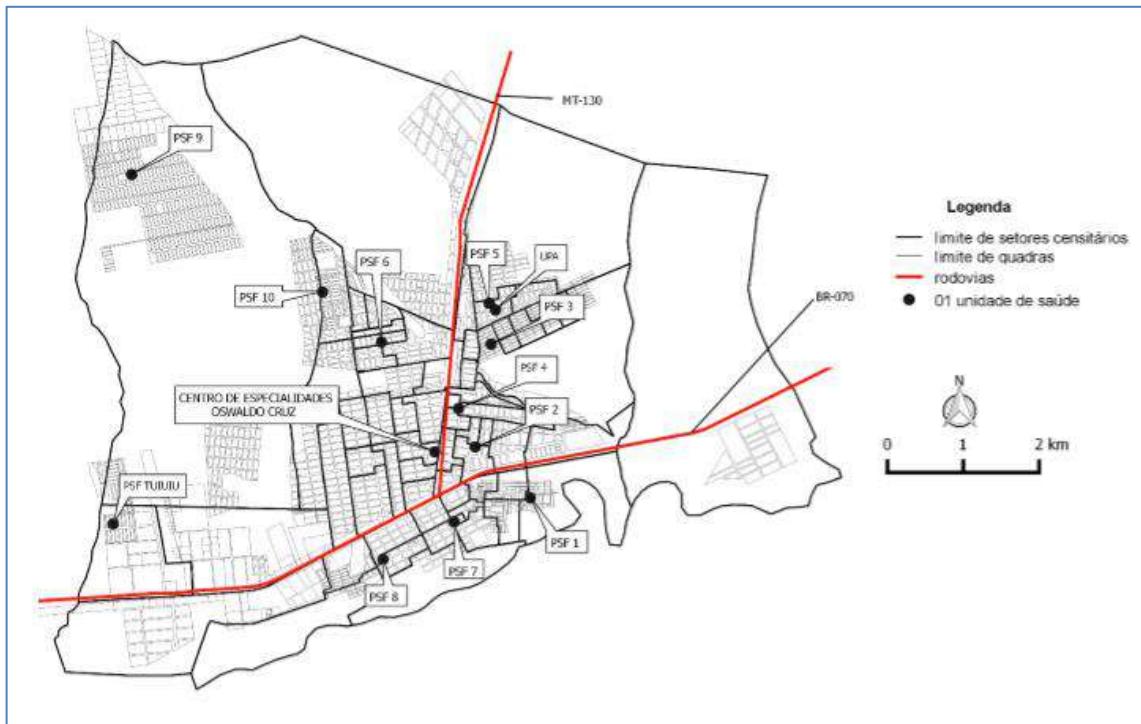 MT-130
PSF 9
PSF 6
PSF 5
UPA
PSF 10
PSF 3
BR-070
PSF 4
CENTRO DE ESPECIALIDADES
OSWALDO CRUZ
PSF 2
PSF TUIUIU
PSF 1
PSF 7
PSF 8
Legenda
limite de setores censitários
limite de quadras
rodovias
01 unidade de saúde
N
0 1 2 km